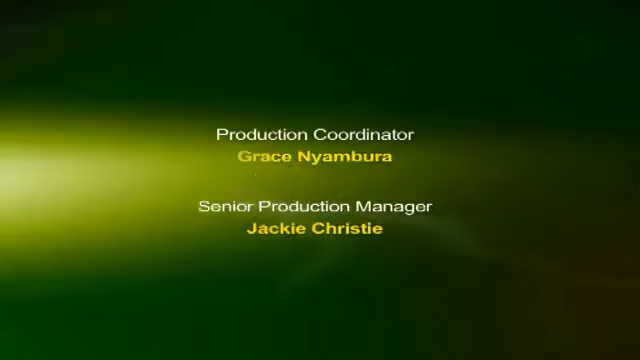 Production Coordinator
Grace Nyambura
Senior Production Manager
Jackie Christie